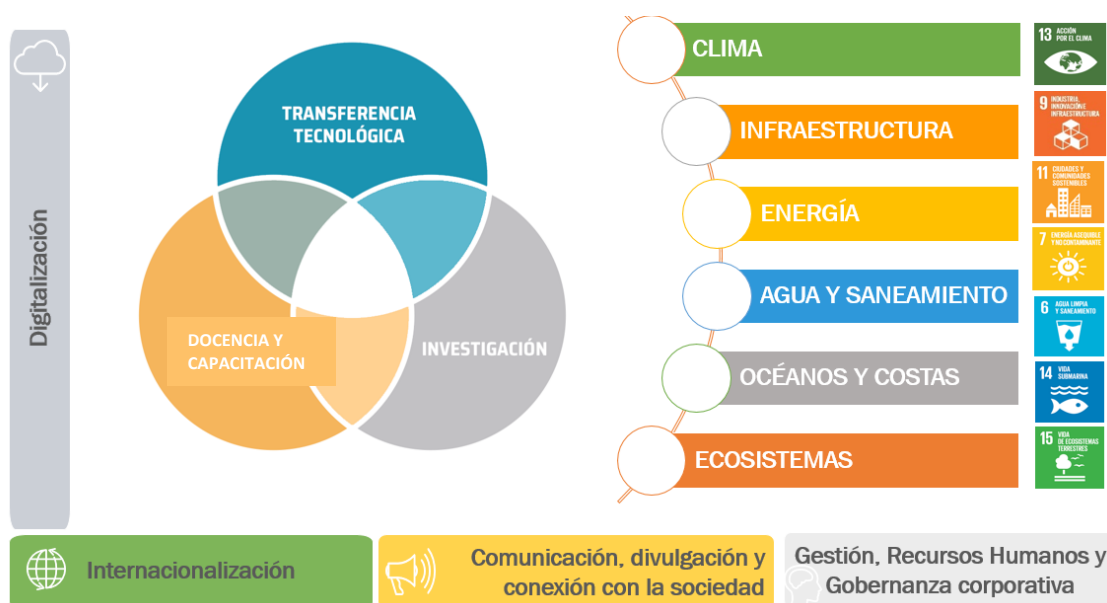 Digitalización
TRANSFERENCIA
TECNOLÓGICA
DOCENCIA Y
CAPACITACIÓN
INVESTIGACIÓN
CLIMA
INFRAESTRUCTURA
ENERGÍA
AGUA Y SANEAMIENTO
OCÉANOS Y COSTAS
ECOSISTEMAS
13 ACCIÓN
POR EL CLIMA
9 INDUSTRIA,
INNOVACIÓN E
INFRAESTRUCTURA
11 CIUDADES Y
COMUNIDADES
SOSTENIBLES
7 ENERGÍA ASEQUIBLE
Y NO CONTAMINANTE
6 AGUA LIMPIA
Y SANEAMIENTO
14 VIDA
SUBMARINA
15 VIDA
DE ECOSISTEMAS
TERRESTRES
Internacionalización
Comunicación, divulgación y
conexión con la sociedad
Gestión, Recursos Humanos y
Gobernanza corporativa